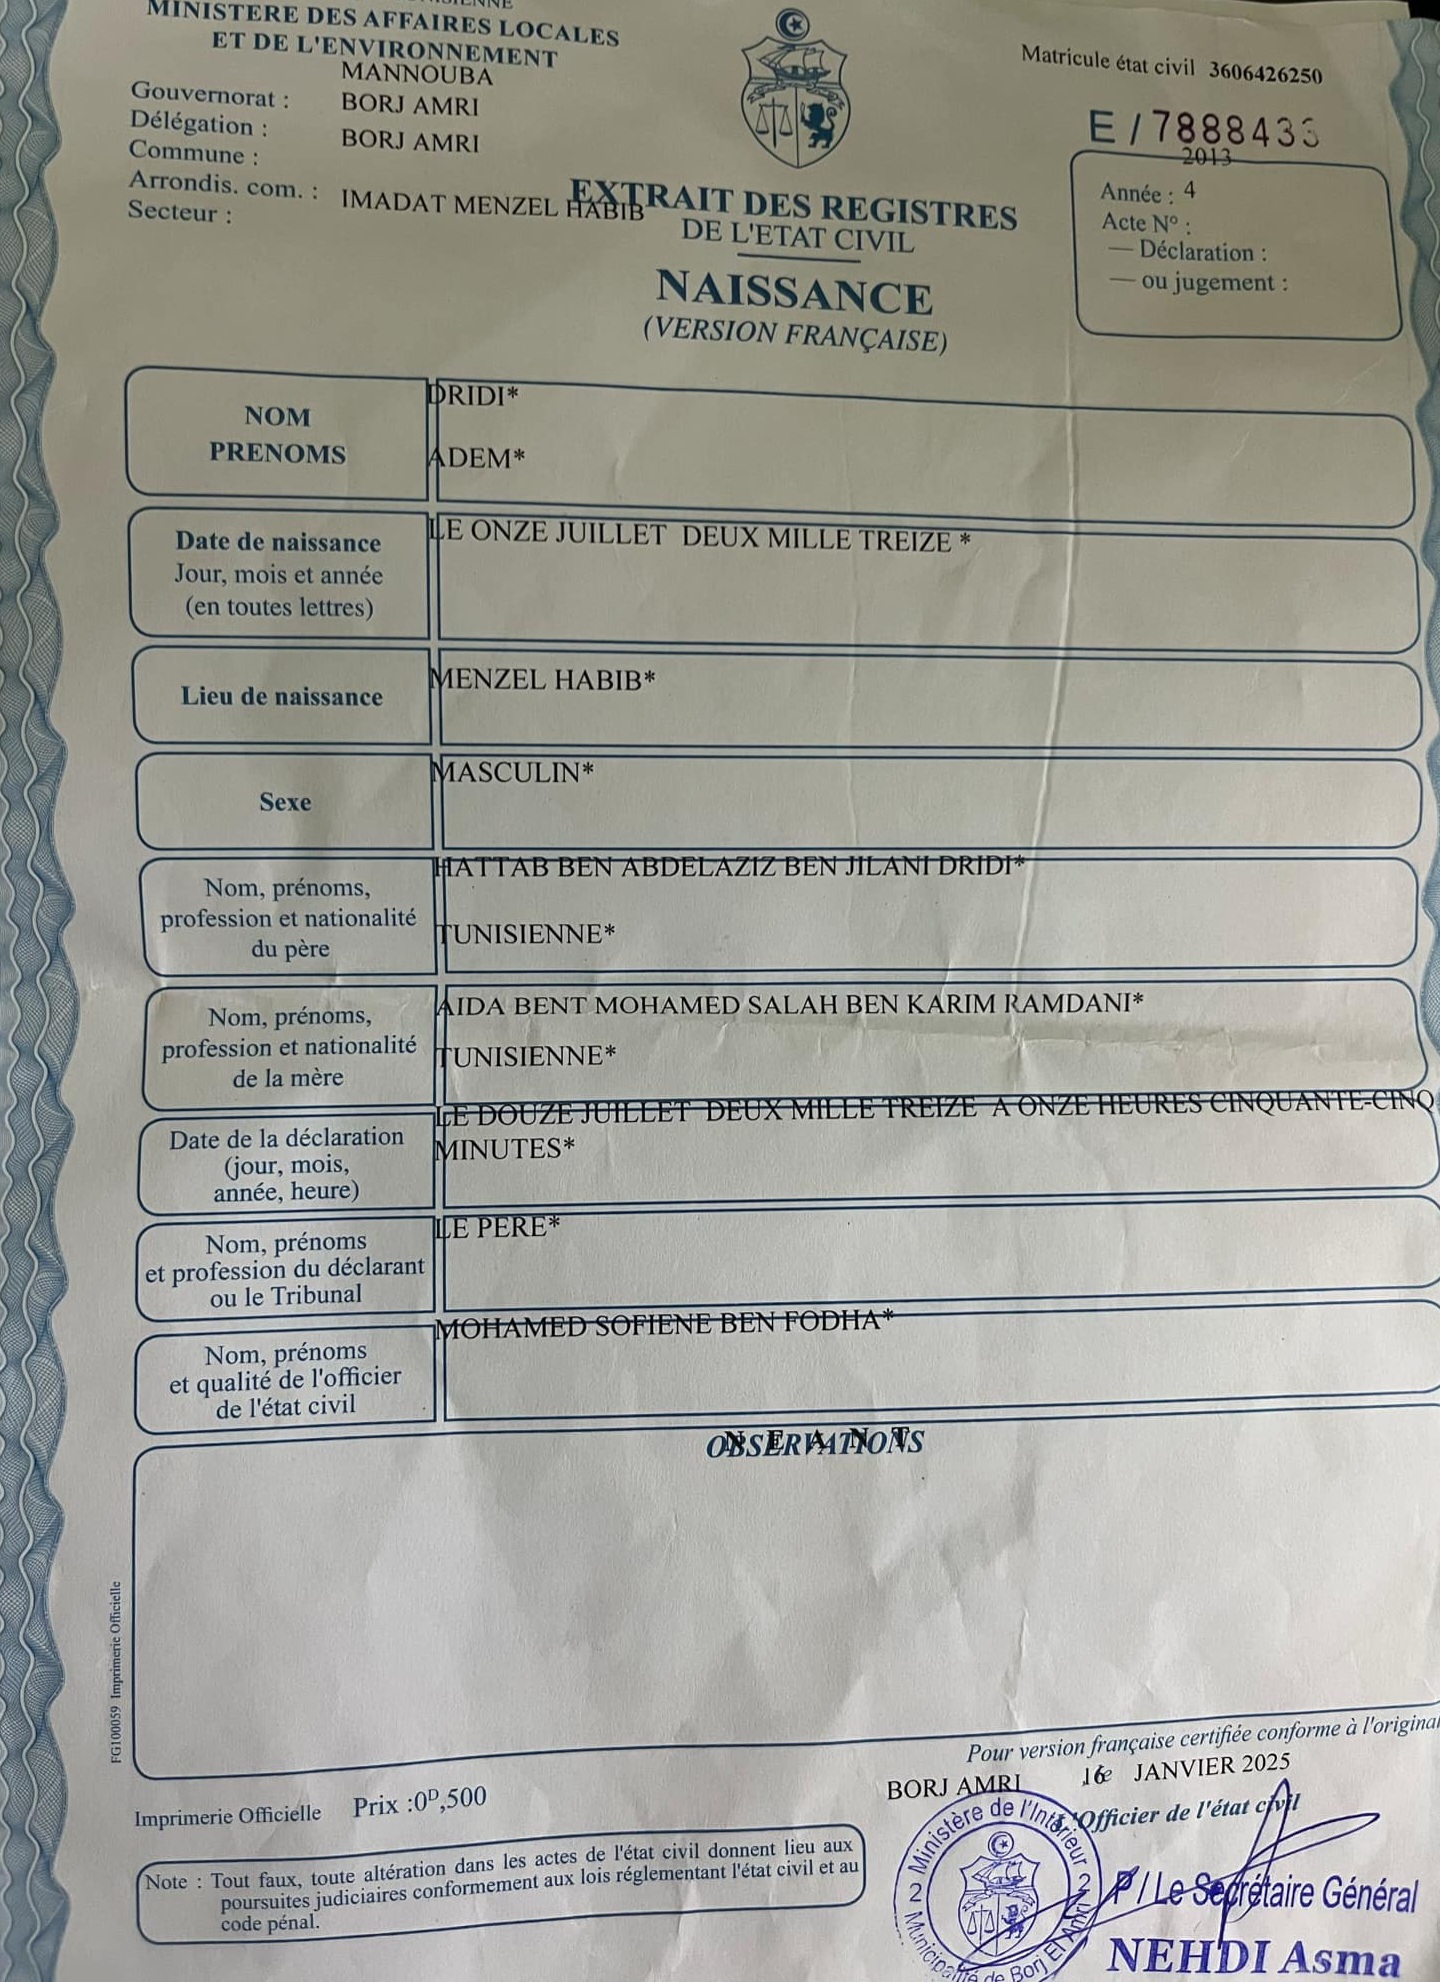 MINISTERE DES AFFAIRES LOCALES
ET DE L'ENVIRONNEMENT
MANNOUBA
Gouvernorat :
BORJ AMRI
Délégation :
BORJ AMRI
Commune :
Arrondis. com. :
IMADAT MENZEL HABIB
Secteur :
Matricule état civil 3606426250
E / 7888433
2013
Année : 4
Acte N° :
— Déclaration :
— ou jugement :
EXTRAIT DES REGISTRES
DE L'ETAT CIVIL
NAISSANCE
(VERSION FRANÇAISE)
NOM
PRENOMS
DRIDI*
ADEM*
Date de naissance
Jour, mois et année
(en toutes lettres)
LE ONZE JUILLET DEUX MILLE TREIZE *
Lieu de naissance
MENZEL HABIB*
Sexe
MASCULIN*
Nom, prénoms,
profession et nationalité
du père
HATTAB BEN ABDELAZIZ BEN JILANI DRIDI*
TUNISIENNE*
Nom, prénoms,
profession et nationalité
de la mère
AIDA BENT MOHAMED SALAH BEN KARIM RAMDANI*
TUNISIENNE*
Date de la déclaration
(jour, mois,
année, heure)
LE DOUZE JUILLET DEUX MILLE TREIZE A ONZE HEURES CINQUANTE-CINQ
MINUTES*
Nom, prénoms
et profession du déclarant
ou le Tribunal
LE PERE*
Nom, prénoms
et qualité de l'officier
de l'état civil
MOHAMED SOFIENE BEN FODHA*
OBSERVATIONS
N E A N T
FG100059 Imprimerie Officielle
Pour version française certifiée conforme à l'original
BORJ AMRI 16 JANVIER 2025
L'Officier de l'état civil
Imprimerie Officielle Prix :0ᴰ,500
Note : Tout faux, toute altération dans les actes de l'état civil donnent lieu aux
poursuites judiciaires conformement aux lois réglementant l'état civil et au
code pénal.
Ministère de l'Intérieur
2 2
Municipalité de Borj El Amri
P / Le Secrétaire Général
NEHDI Asma